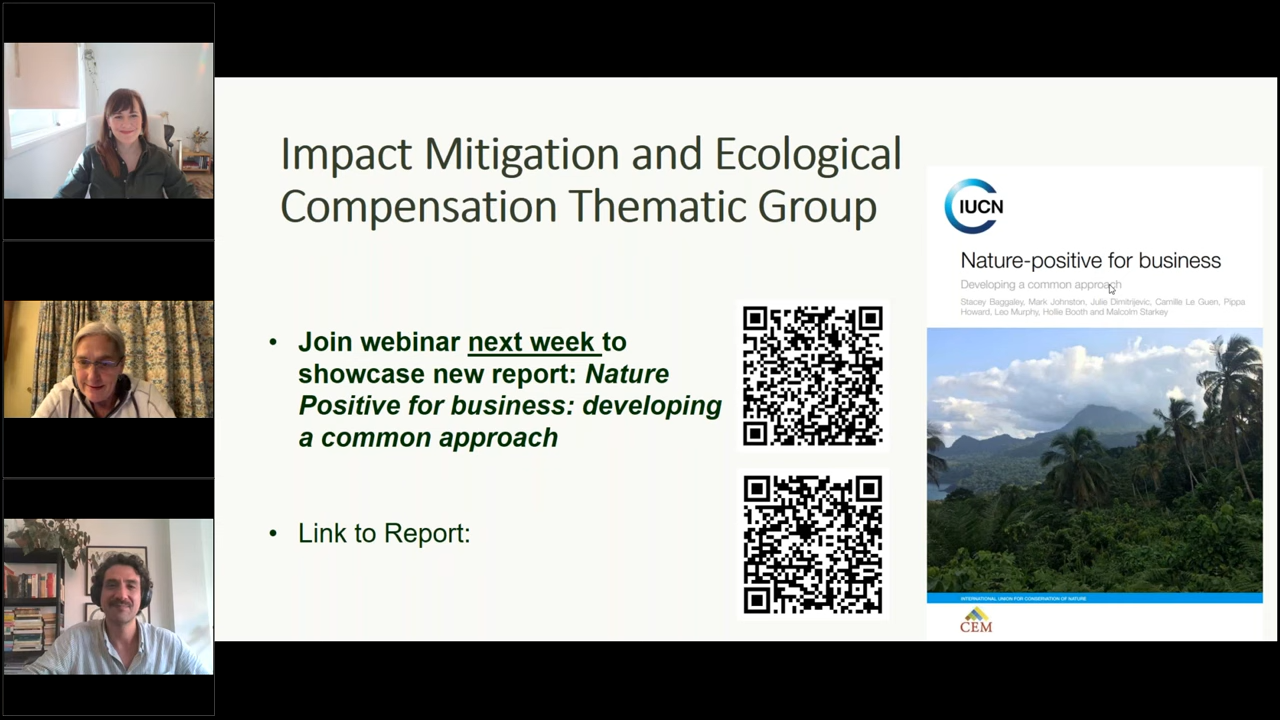 Impact Mitigation and Ecological
Compensation Thematic Group
• Join webinar next week to
showcase new report: Nature
Positive for business: developing
a common approach
• Link to Report:
IUCN
Nature-positive for business
Developing a common approach
Stacey Baggaley, Mark Johnston, Julie Dimitrijevic, Camille Le Guen, Pippa
Howard, Leo Murphy, Hollie Booth and Malcolm Starkey
INTERNATIONAL UNION FOR CONSERVATION OF NATURE
CEM